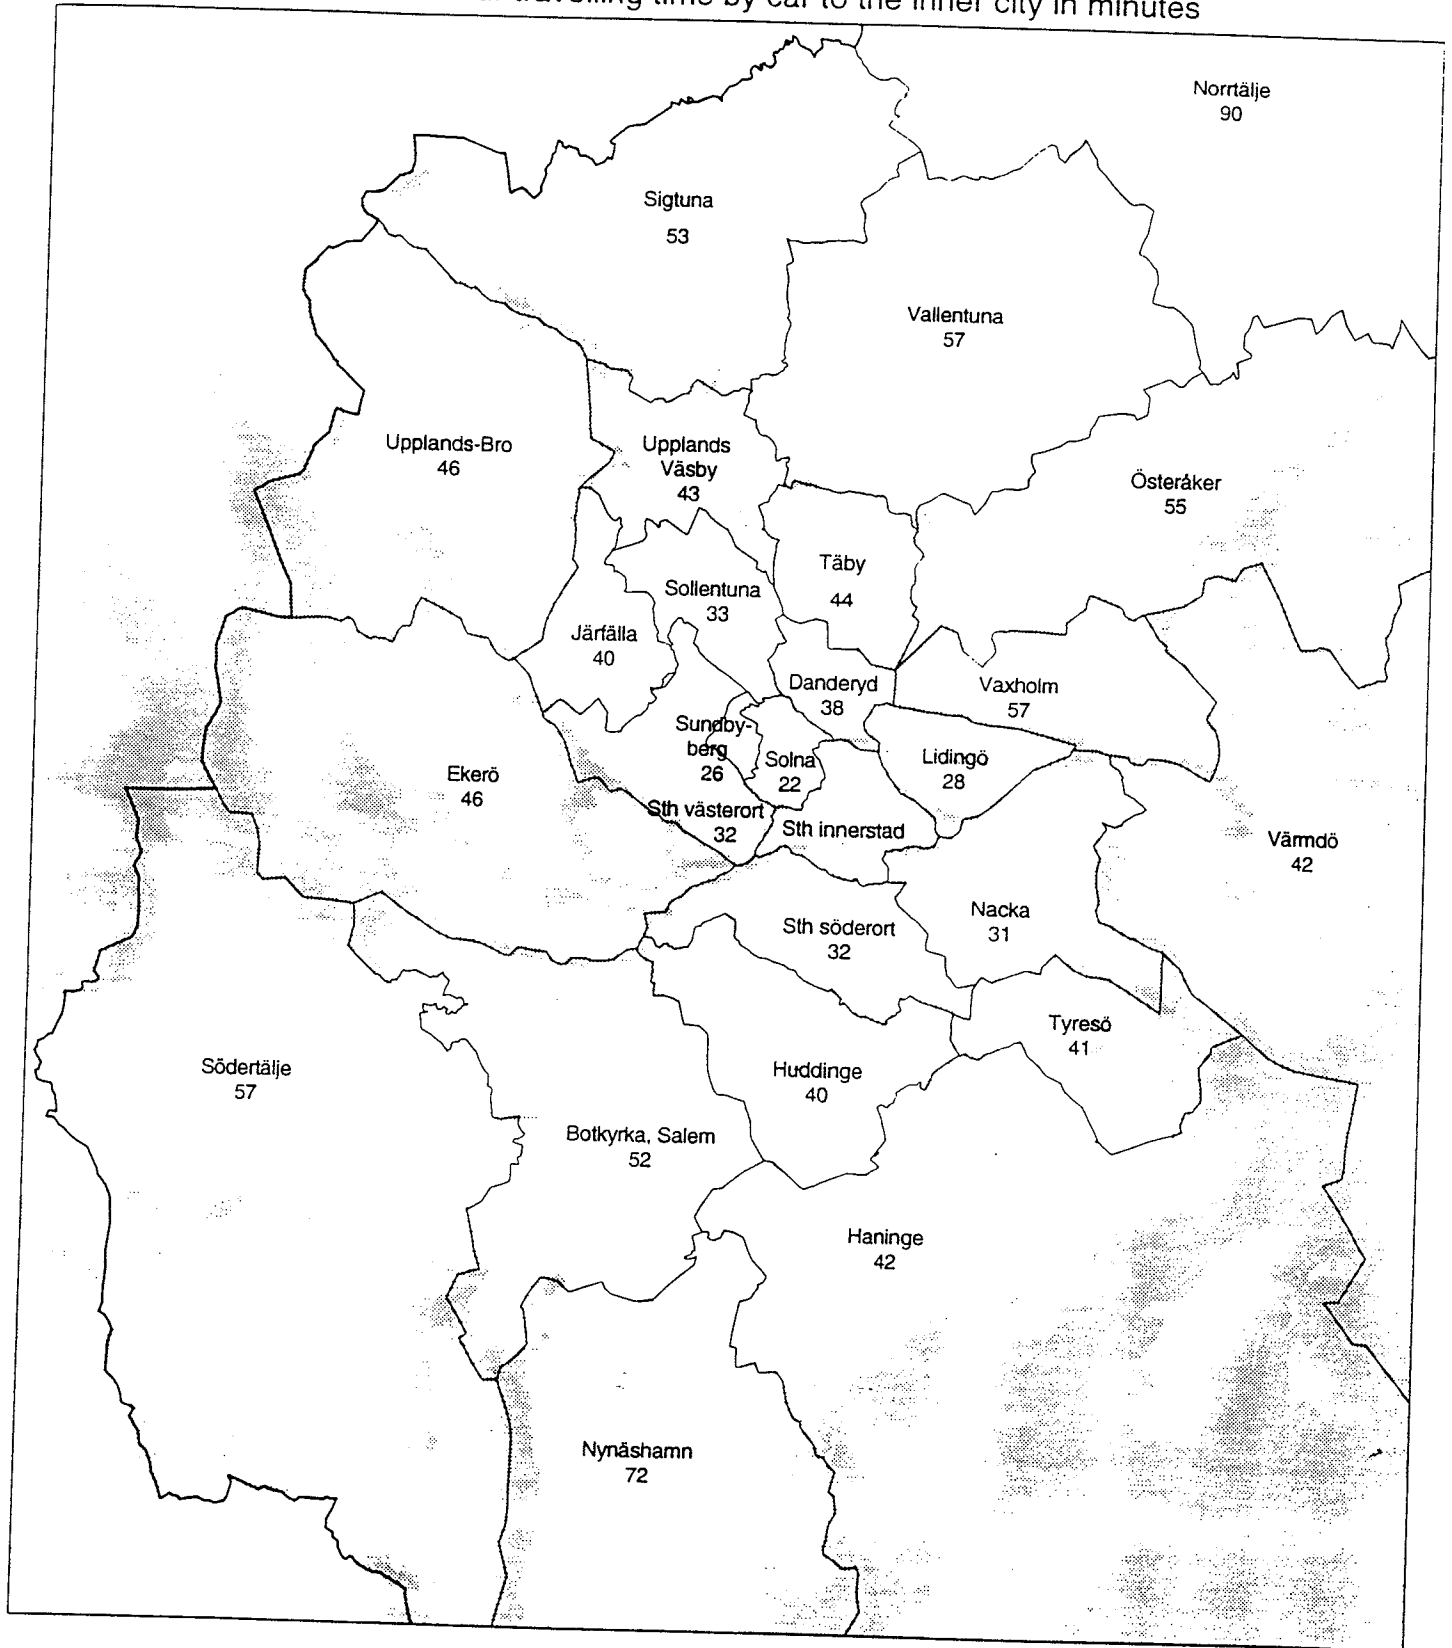 travelling time by car to the inner city in minutes
Norrtälje
90
Sigtuna
53
Vallentuna
57
Upplands-Bro
46
Upplands
Väsby
43
Österåker
55
Täby
44
Sollentuna
33
Järfälla
40
Danderyd
38
Vaxholm
57
Sundby-
berg
26
Solna
22
Lidingö
28
Ekerö
46
Sth västerort
32
Sth innerstad
Värmdö
42
Nacka
31
Sth söderort
32
Tyresö
41
Södertälje
57
Huddinge
40
Botkyrka, Salem
52
Haninge
42
Nynäshamn
72